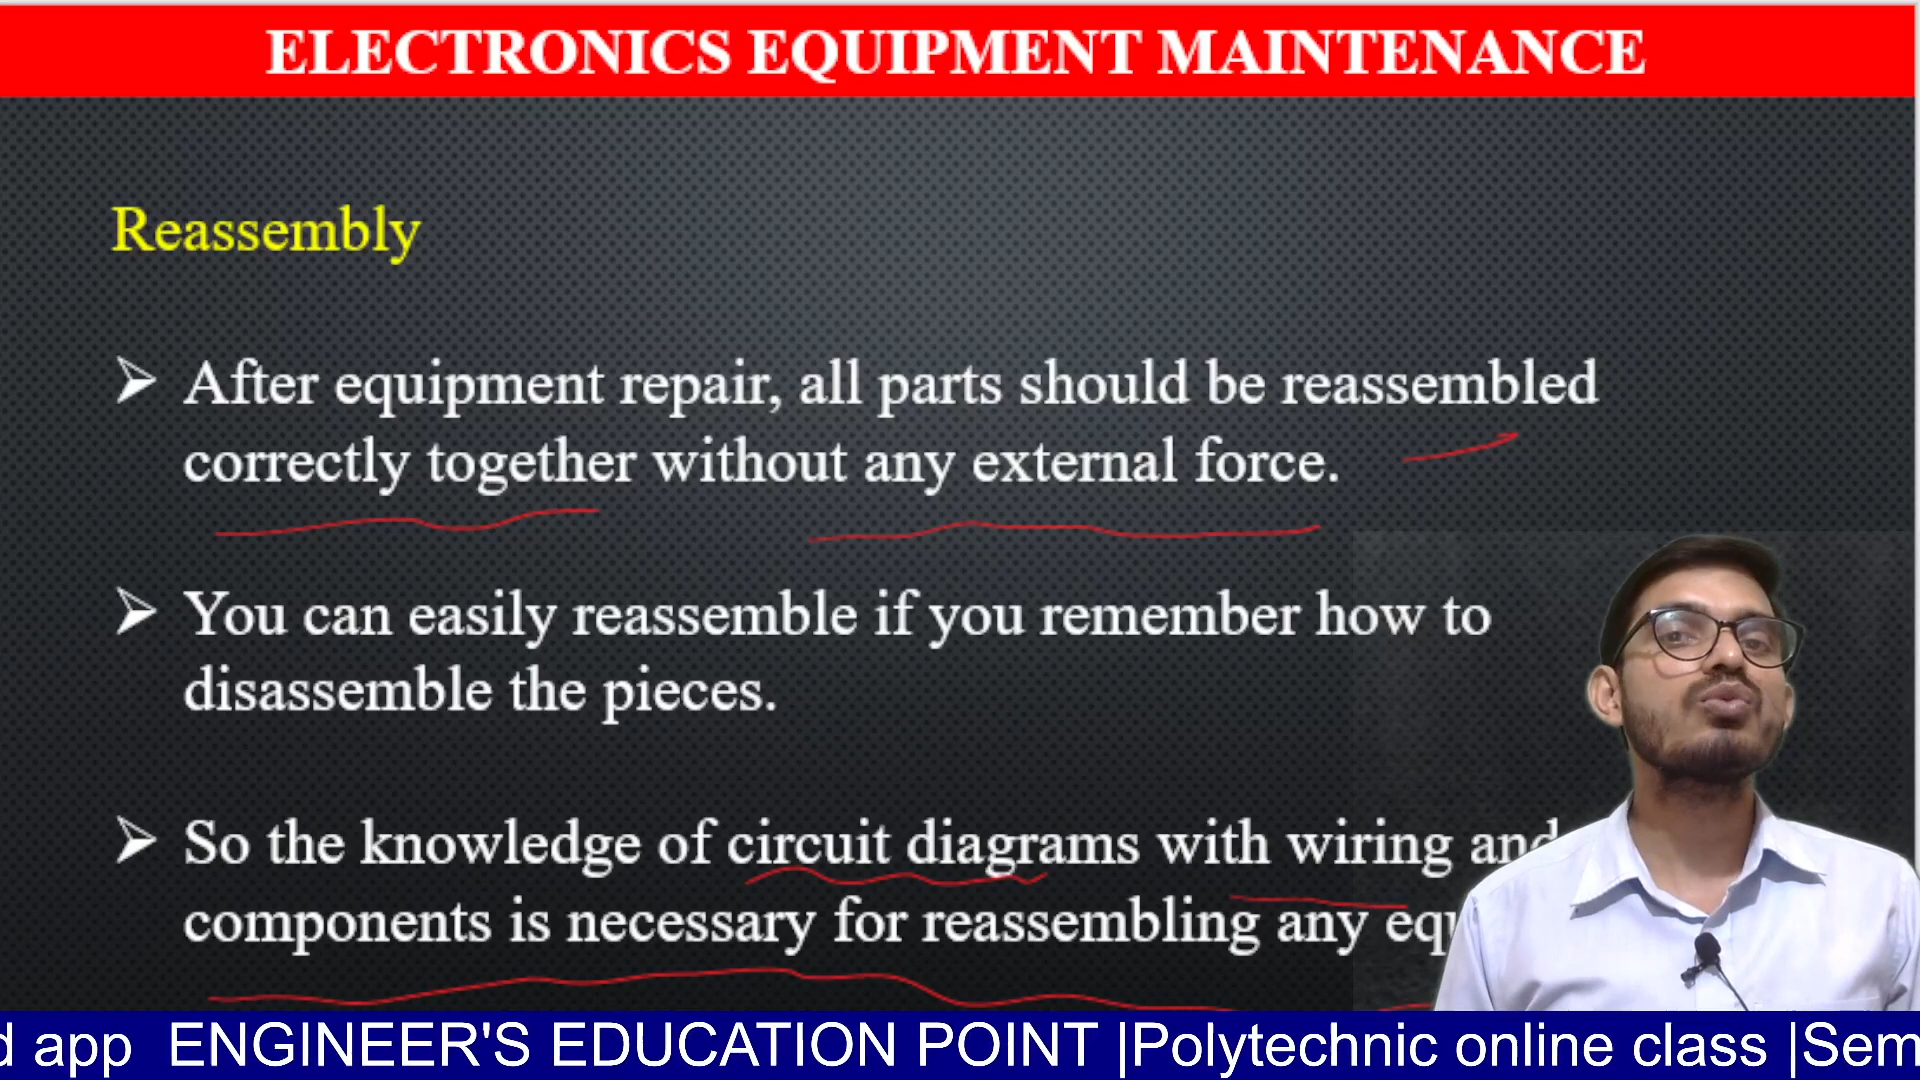 ELECTRONICS EQUIPMENT MAINTENANCE
Reassembly
➢ After equipment repair, all parts should be reassembled
correctly together without any external force.
➢ You can easily reassemble if you remember how to
disassemble the pieces.
➢ So the knowledge of circuit diagrams with wiring and
components is necessary for reassembling any
app ENGINEER'S EDUCATION POINT |Polytechnic online class |Sem